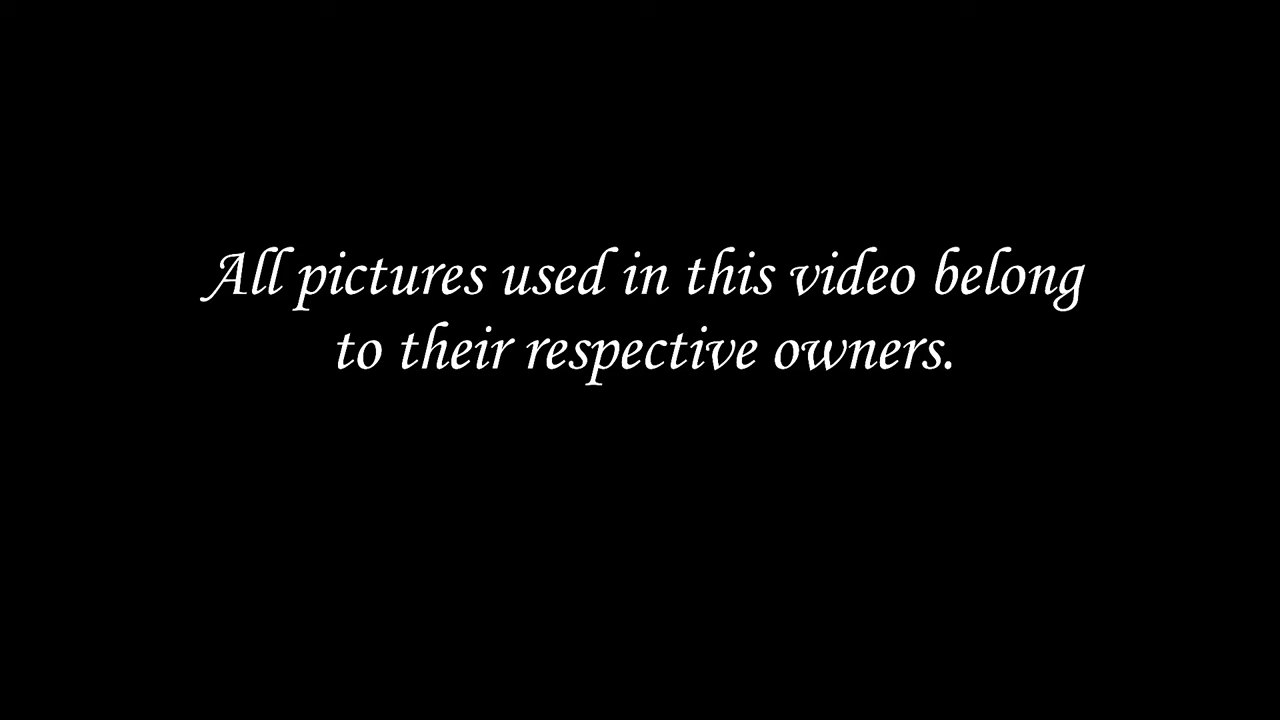 All pictures used in this video belong
to their respective owners.